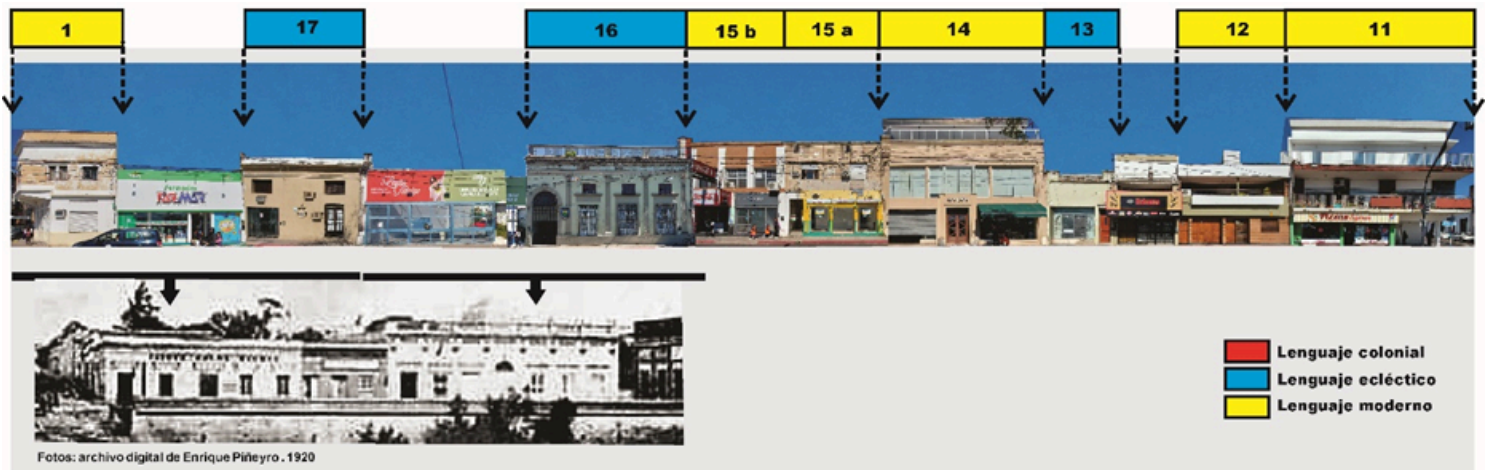 1
17
16
15 b
15 a
14
13
12
11
Lenguaje colonial
Lenguaje ecléctico
Lenguaje moderno
Fotos: archivo digital de Enrique Piñeyro . 1920